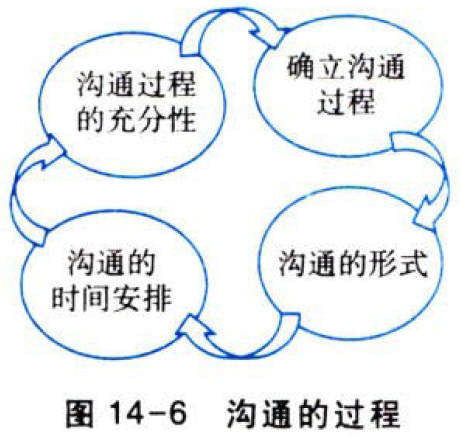 沟通过程
的充分性
确立沟通
过程
沟通的
时间安排
沟通的形式
图 14-6 沟通的过程